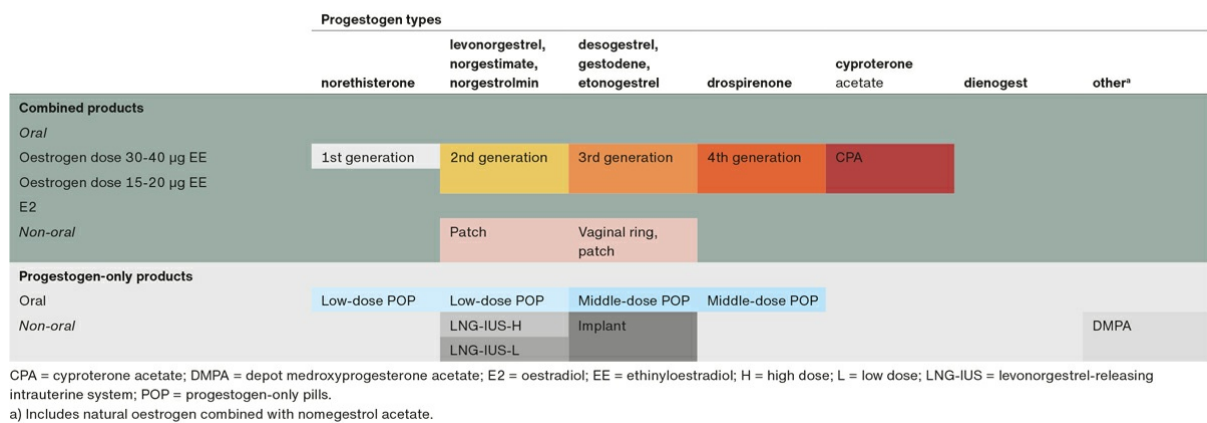 Progestogen types
norethisterone
levonorgestrel,
norgestimate,
norgestrolmin
desogestrel,
gestodene,
etonogestrel
drospirenone
cyproterone
acetate
dienogest
otherᵃ
Combined products
Oral
Oestrogen dose 30-40 µg EE 1st generation 2nd generation 3rd generation 4th generation CPA
Oestrogen dose 15-20 µg EE
E2
Non-oral Patch Vaginal ring,
patch
Progestogen-only products
Oral Low-dose POP Low-dose POP Middle-dose POP Middle-dose POP
Non-oral LNG-IUS-H Implant DMPA
LNG-IUS-L
CPA = cyproterone acetate; DMPA = depot medroxyprogesterone acetate; E2 = oestradiol; EE = ethinyloestradiol; H = high dose; L = low dose; LNG-IUS = levonorgestrel-releasing
intrauterine system; POP = progestogen-only pills.
a) Includes natural oestrogen combined with nomegestrol acetate.